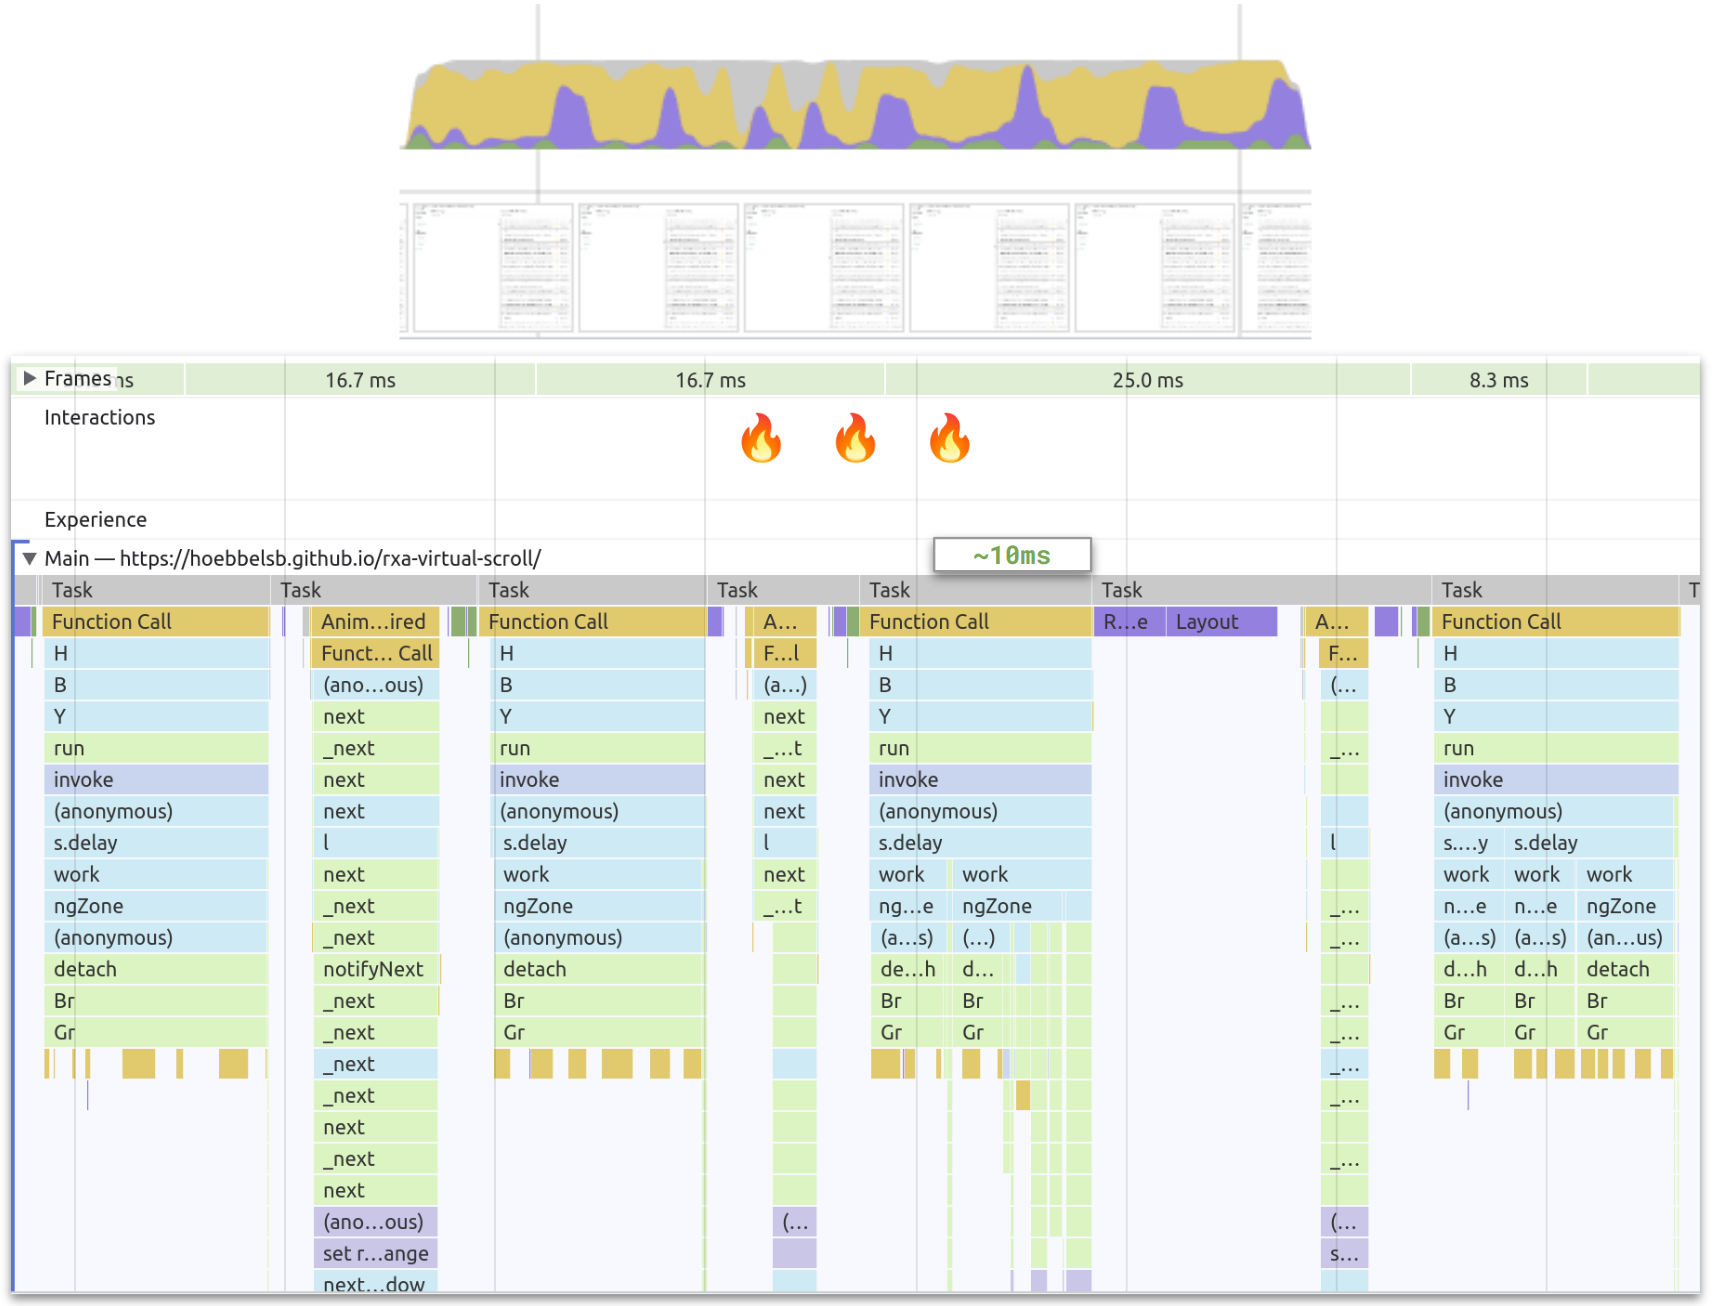 Frames ms 16.7 ms 16.7 ms 25.0 ms 8.3 ms
Interactions
Experience
~10ms
Main — https://hoebbelsb.github.io/rxa-virtual-scroll/
Task Task Task Task Task Task Task T
Function Call Anim…ired Function Call A… Function Call R…e Layout A… Function Call
H Funct… Call H F…l H F… H
B (ano…ous) B (a…) B (… B
Y next Y next Y Y
run _next run _…t run _… run
invoke next invoke next invoke invoke
(anonymous) next (anonymous) next (anonymous) (anonymous)
s.delay l s.delay l s.delay l s.…y s.delay
work next work next work work work work work
ngZone _next ngZone _…t ng…e ngZone _… n…e n…e ngZone
(anonymous) _next (anonymous) (a…s) (…) _… (a…s) (a…s) (an…us)
detach notifyNext detach de…h d… d…h d…h detach
Br _next Br Br Br _… Br Br Br
Gr _next Gr Gr Gr _… Gr Gr Gr
_next _…
_next _…
next
_next _…
next
(ano…ous) (… (…
set r…ange s…
next…dow